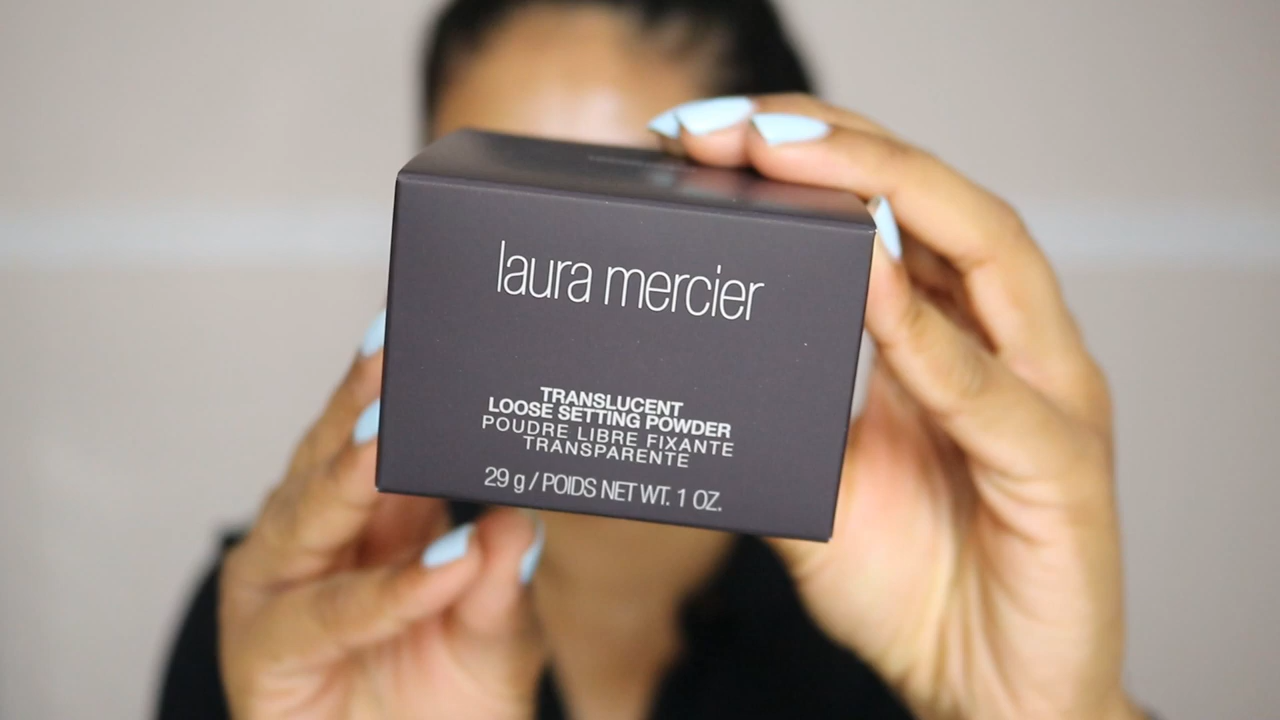 laura mercier
TRANSLUCENT
LOOSE SETTING POWDER
POUDRE LIBRE FIXANTE
TRANSPARENTE
29 g / POIDS NET WT. 1 OZ.